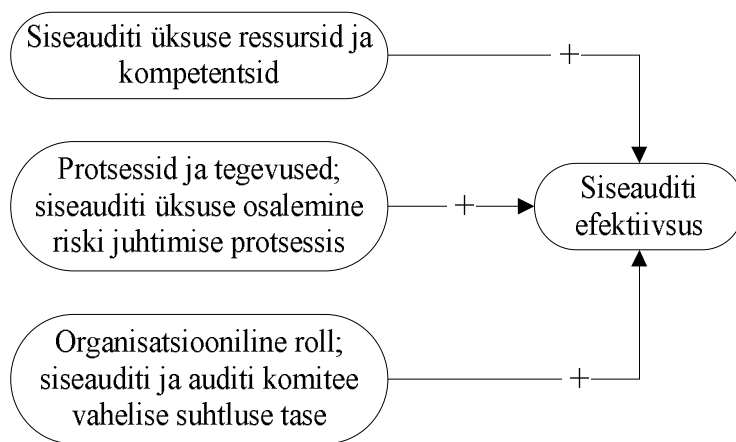 Siseauditi üksuse ressursid ja
kompetentsid
+
Protsessid ja tegevused;
siseauditi üksuse osalemine
riski juhtimise protsessis
+
Siseauditi
efektiivsus
Organisatsiooniline roll;
siseauditi ja auditi komitee
vahelise suhtluse tase
+